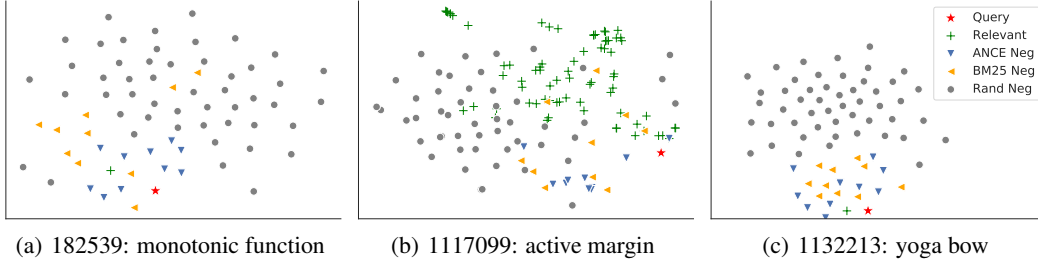 Query
Relevant
ANCE Neg
BM25 Neg
Rand Neg
(a) 182539: monotonic function
(b) 1117099: active margin
(c) 1132213: yoga bow